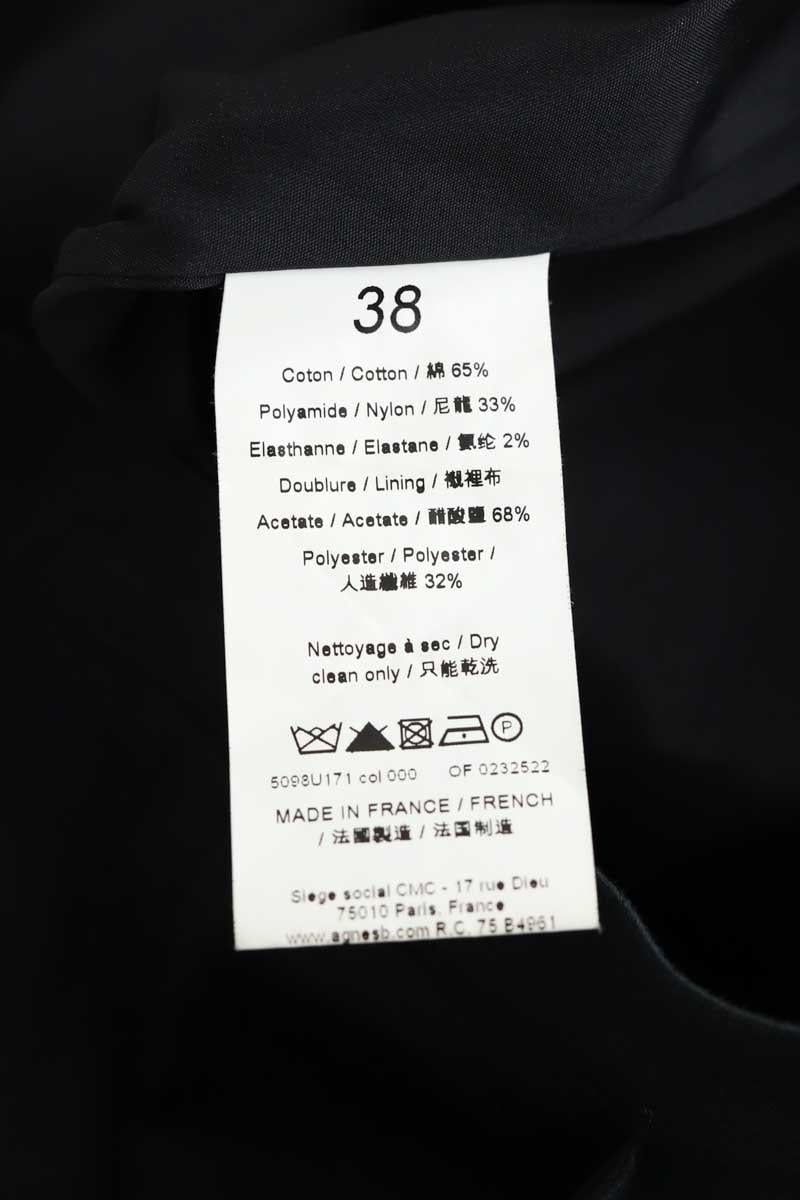 38
Coton / Cotton / 綿 65%
Polyamide / Nylon / 尼龍 33%
Elasthanne / Elastane / 氨纶 2%
Doublure / Lining / 襯裡布
Acetate / Acetate / 醋酸鹽 68%
Polyester / Polyester /
人造纖維 32%
Nettoyage à sec / Dry
clean only / 只能乾洗
P
5098U171 col 000 OF 0232522
MADE IN FRANCE / FRENCH
/ 法國製造 / 法国制造
Siege social CMC - 17 rue Dieu
75010 Paris. France
www.agnesb.com R.C. 75 B4961